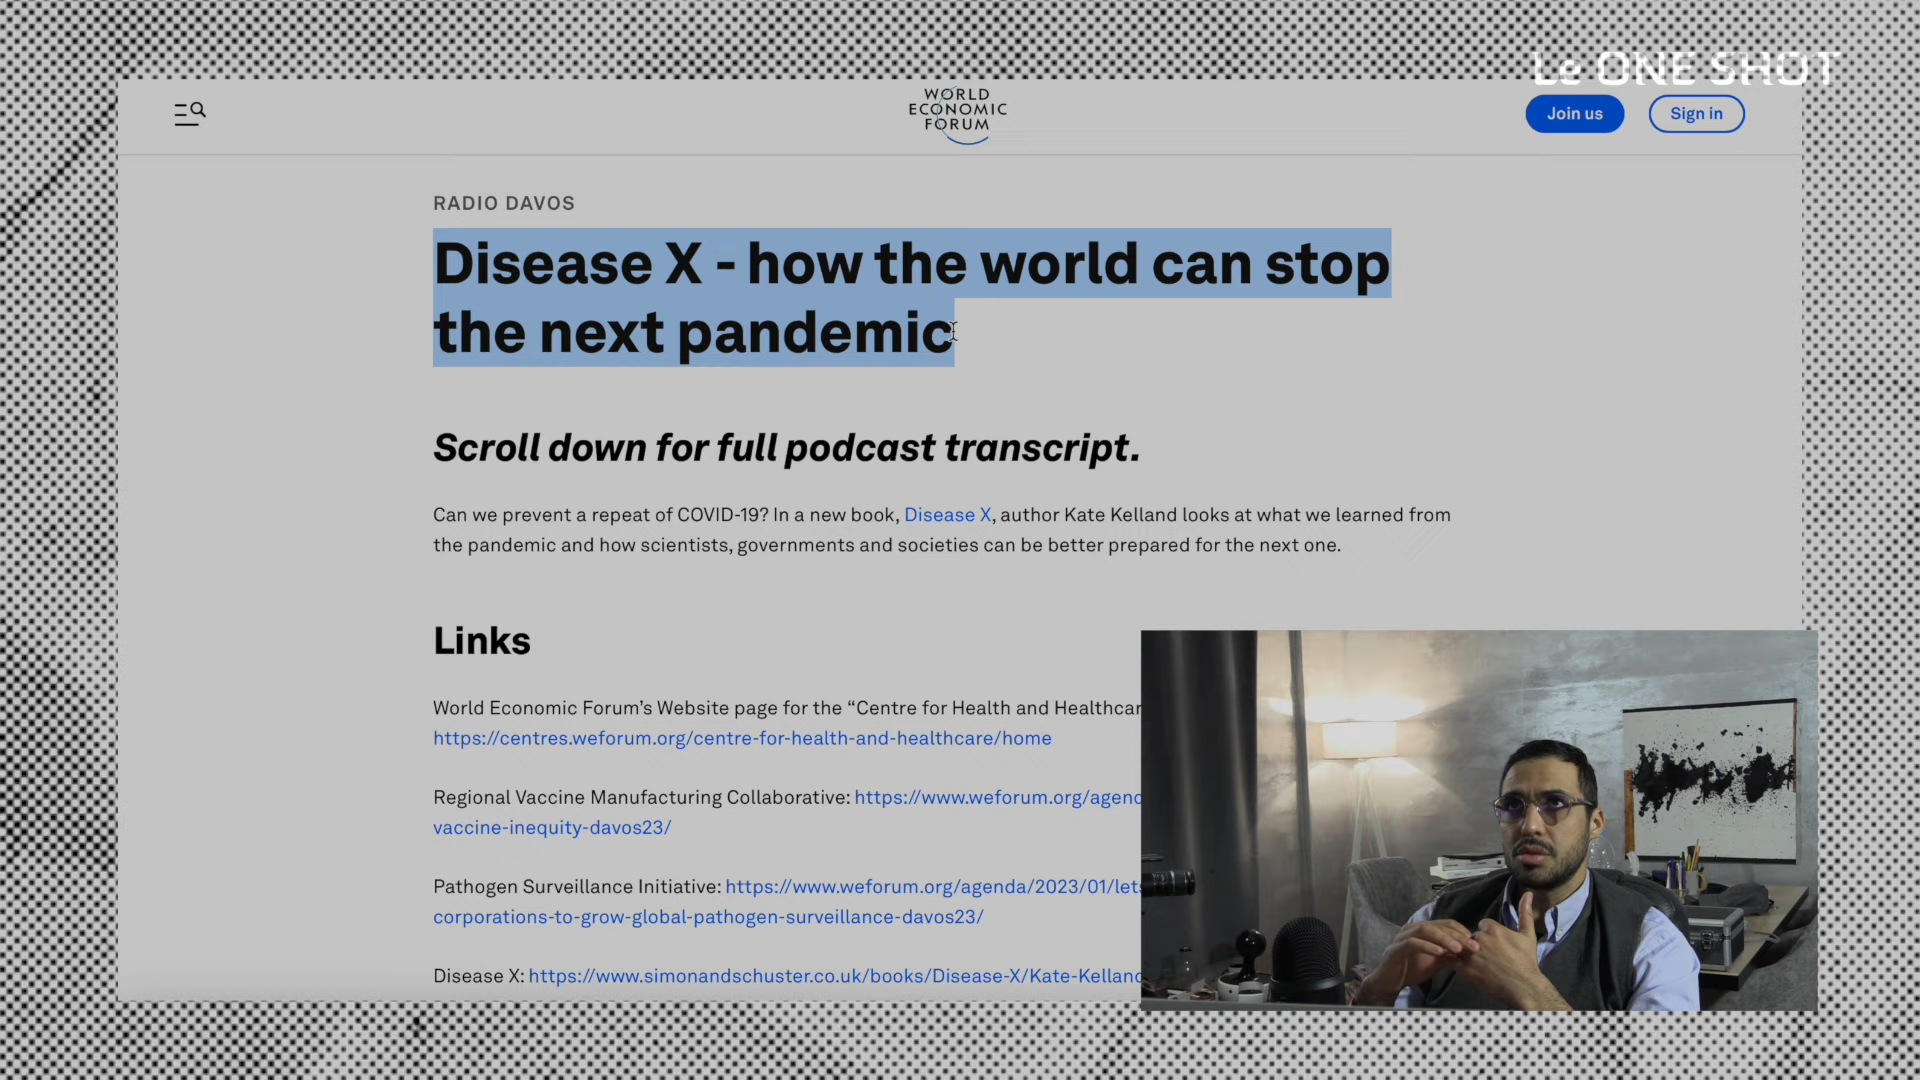 Le ONE SHOT
WORLD
ECONOMIC
FORUM
Join us
Sign in
RADIO DAVOS
Disease X - how the world can stop
the next pandemic
Scroll down for full podcast transcript.
Can we prevent a repeat of COVID-19? In a new book, Disease X, author Kate Kelland looks at what we learned from
the pandemic and how scientists, governments and societies can be better prepared for the next one.
Links
World Economic Forum’s Website page for the “Centre for Health and Healthcar
https://centres.weforum.org/centre-for-health-and-healthcare/home
Regional Vaccine Manufacturing Collaborative: https://www.weforum.org/agend
vaccine-inequity-davos23/
Pathogen Surveillance Initiative: https://www.weforum.org/agenda/2023/01/lets
corporations-to-grow-global-pathogen-surveillance-davos23/
Disease X: https://www.simonandschuster.co.uk/books/Disease-X/Kate-Kelland